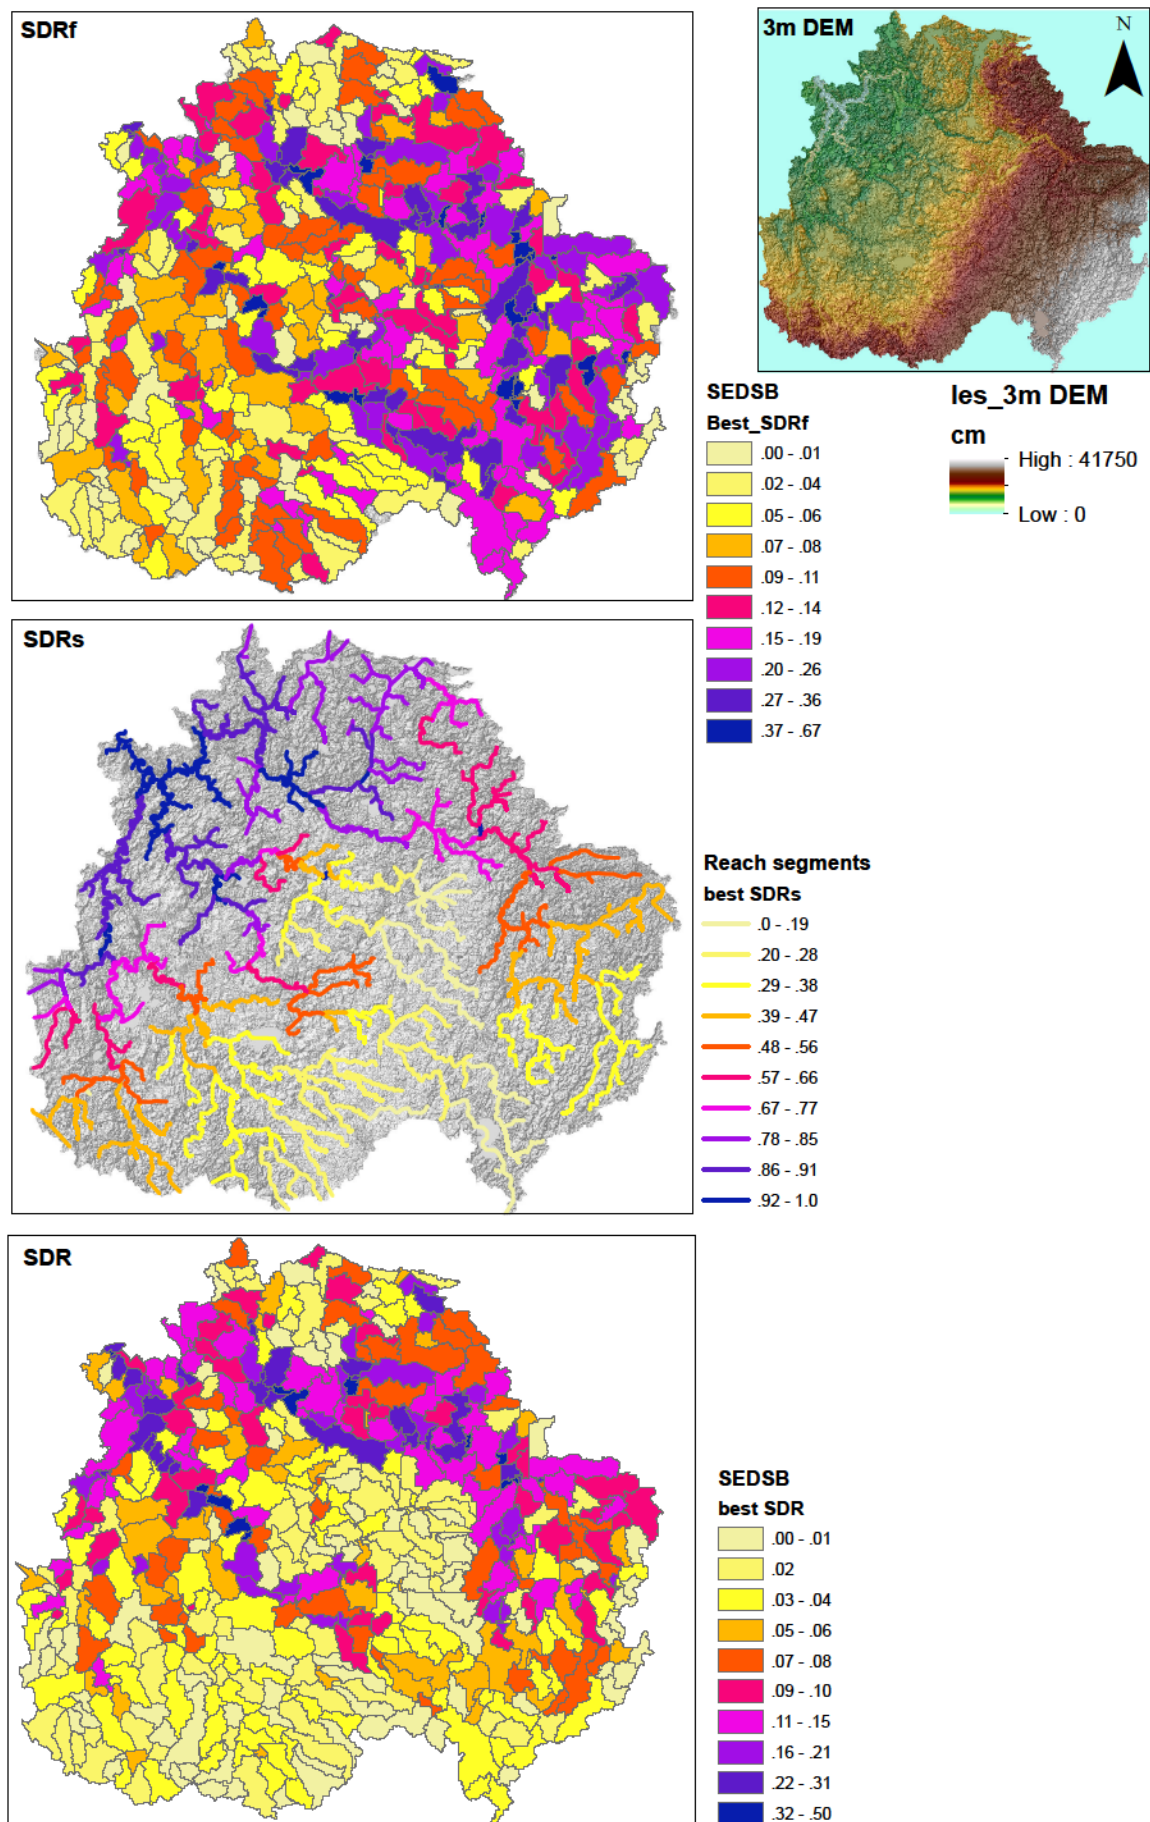 SDRf
3m DEM
N
SEDSB
Best_SDRf
.00 - .01
.02 - .04
.05 - .06
.07 - .08
.09 - .11
.12 - .14
.15 - .19
.20 - .26
.27 - .36
.37 - .67
les_3m DEM
cm
High : 41750
Low : 0
SDRs
Reach segments
best SDRs
.0 - .19
.20 - .28
.29 - .38
.39 - .47
.48 - .56
.57 - .66
.67 - .77
.78 - .85
.86 - .91
.92 - 1.0
SDR
SEDSB
best SDR
.00 - .01
.02
.03 - .04
.05 - .06
.07 - .08
.09 - .10
.11 - .15
.16 - .21
.22 - .31
.32 - .50